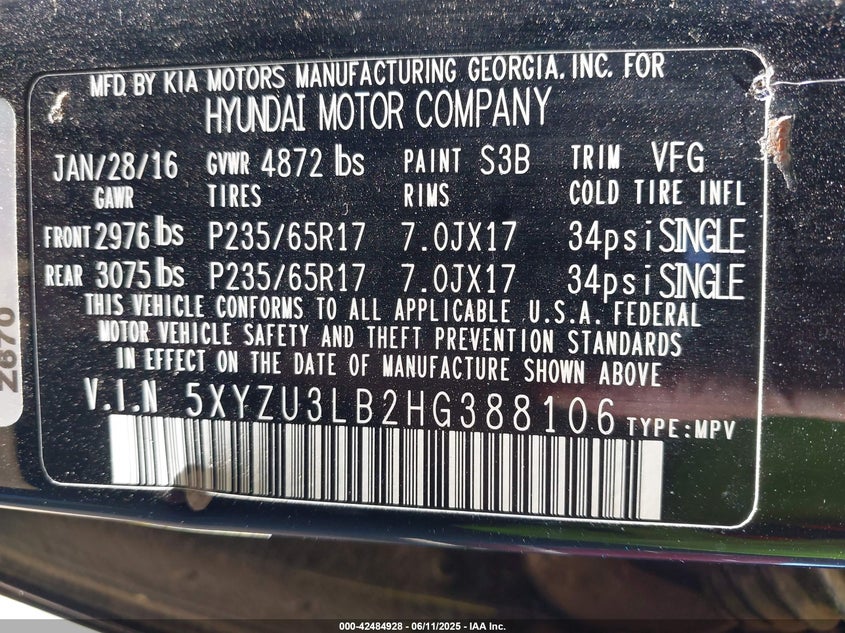 MFD. BY KIA MOTORS MANUFACTURING GEORGIA, INC. FOR
HYUNDAI MOTOR COMPANY
JAN/28/16 GVWR 4872 lbs PAINT S3B TRIM VFG
GAWR TIRES RIMS COLD TIRE INFL
FRONT 2976 lbs P235/65R17 7.0JX17 34psi SINGLE
REAR 3075 lbs P235/65R17 7.0JX17 34psi SINGLE
THIS VEHICLE CONFORMS TO ALL APPLICABLE U.S.A. FEDERAL
MOTOR VEHICLE SAFETY AND THEFT PREVENTION STANDARDS
IN EFFECT ON THE DATE OF MANUFACTURE SHOWN ABOVE
V.I.N 5XYZU3LB2HG388106 TYPE:MPV
Z670
000-42484928 - 06/11/2025 - IAA Inc.